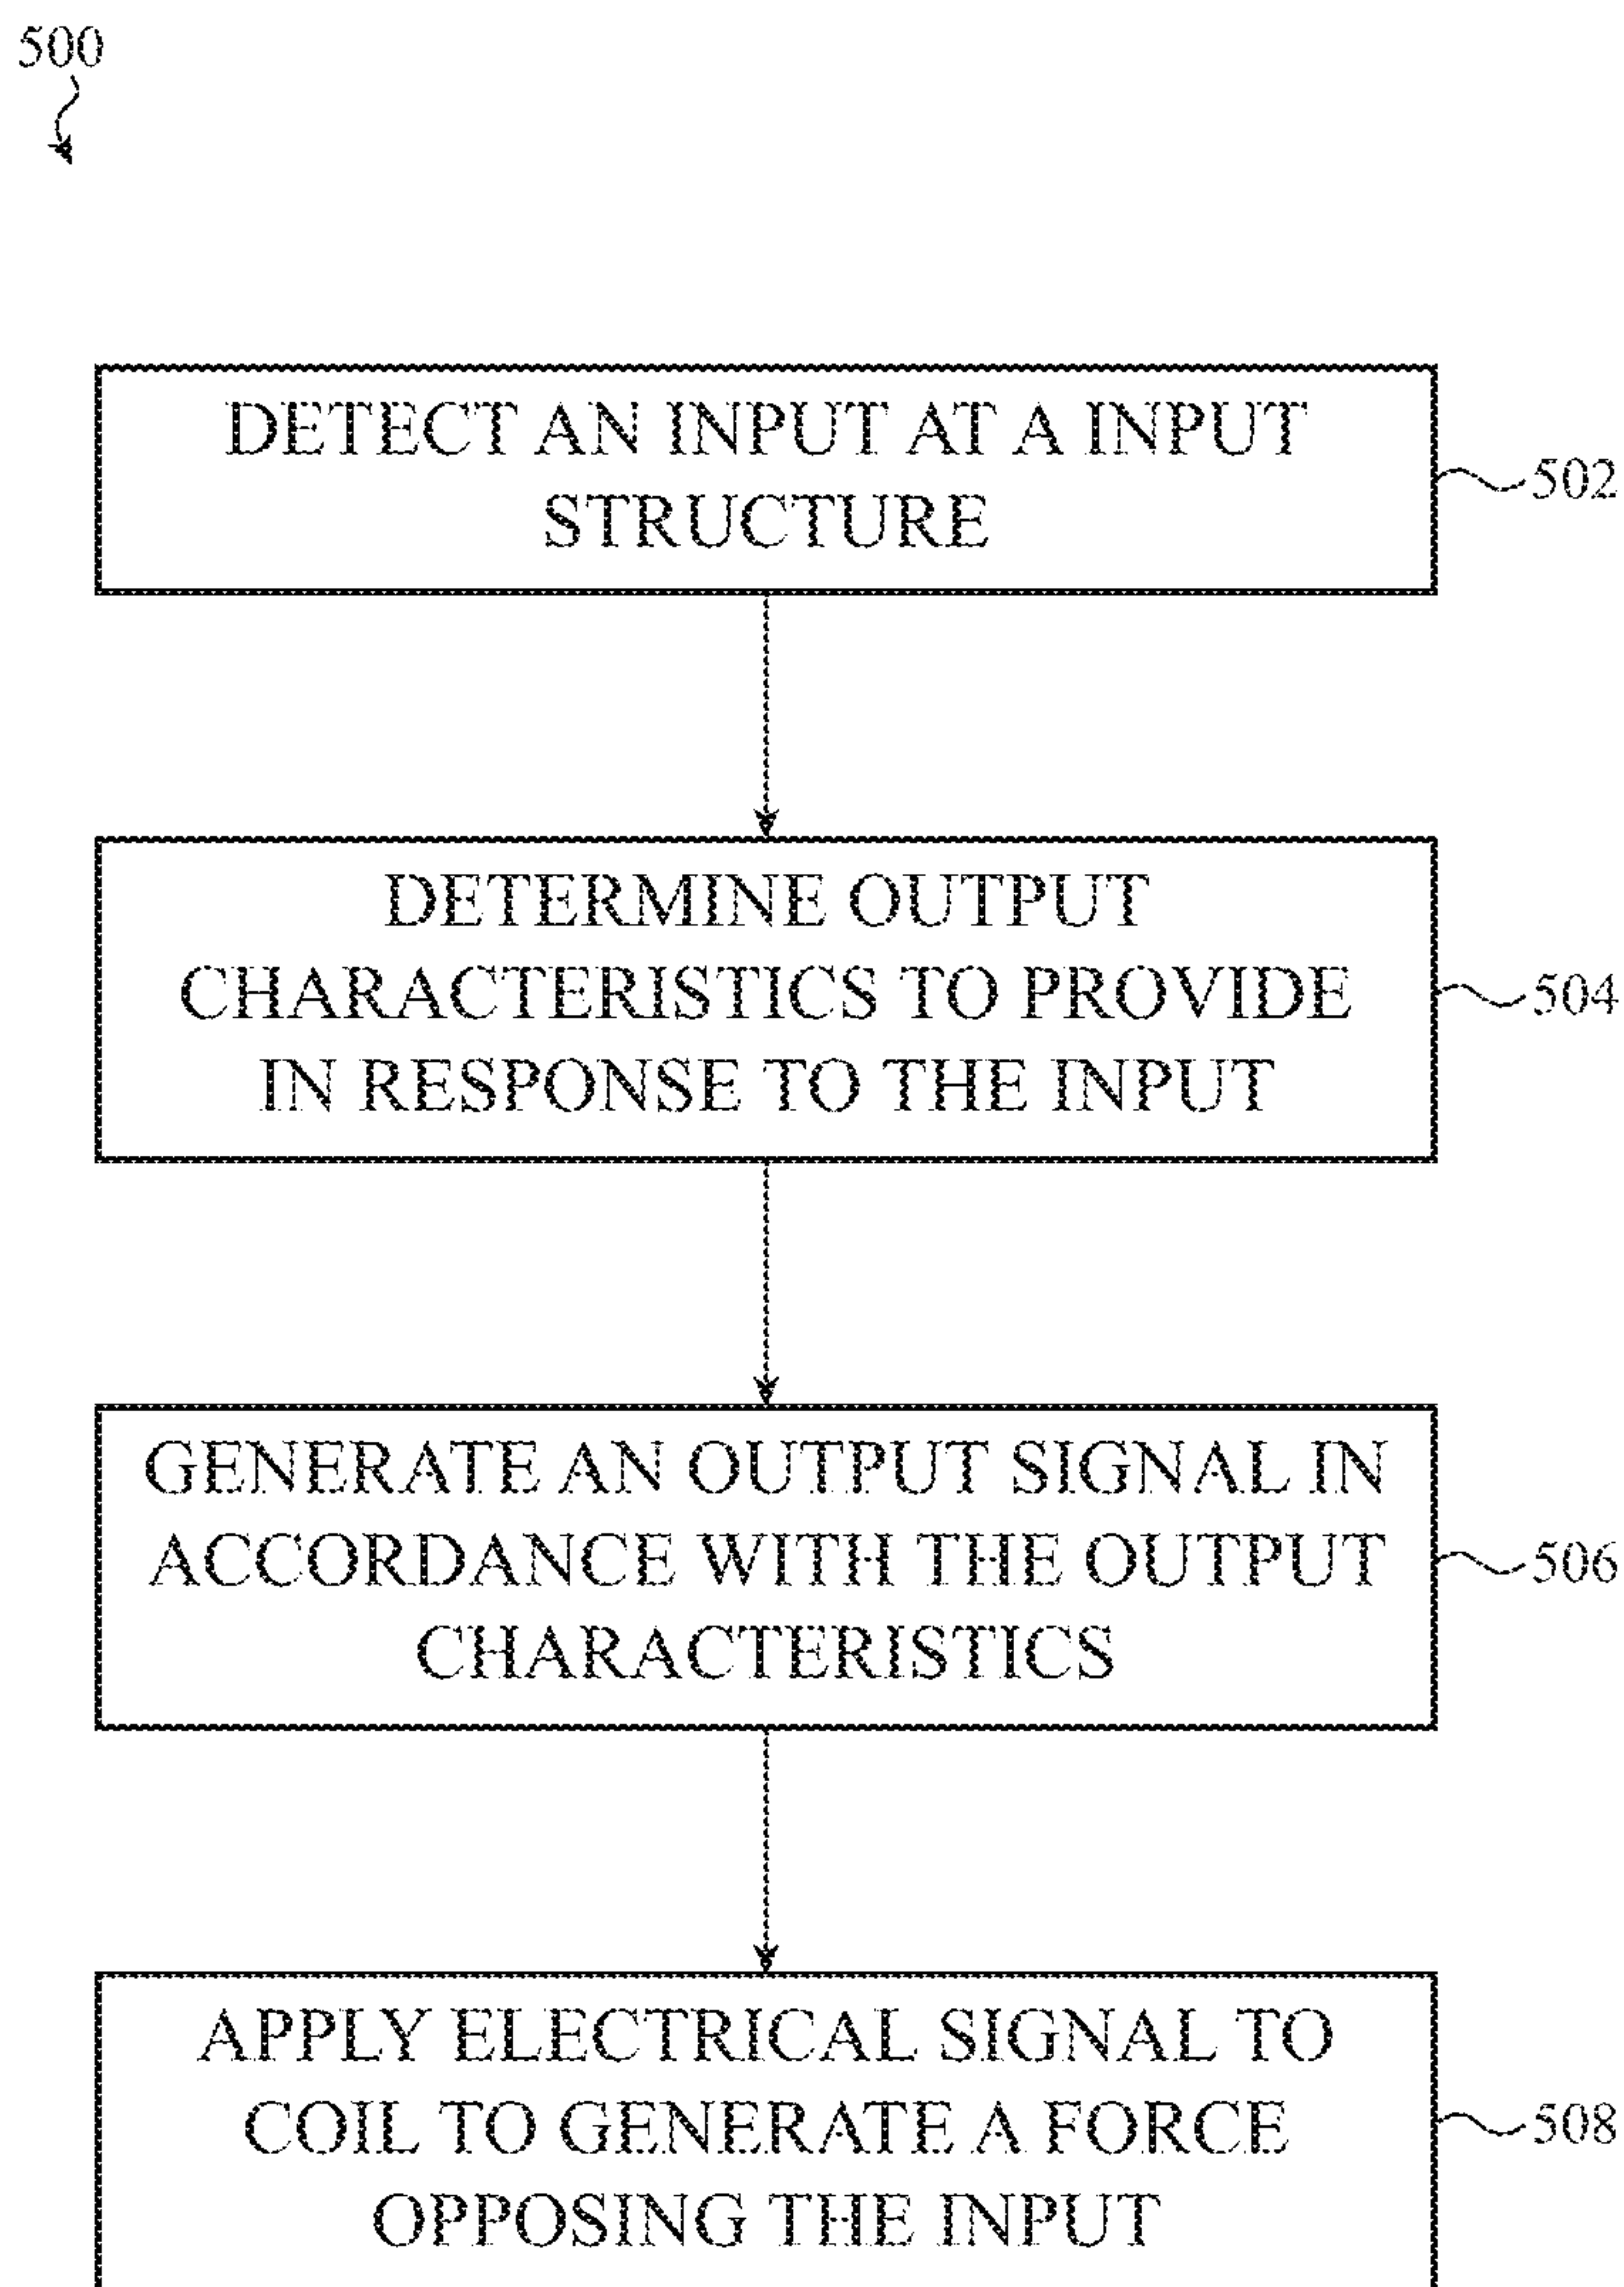 500
DETECT AN INPUT AT A INPUT
STRUCTURE
502
DETERMINE OUTPUT
CHARACTERISTICS TO PROVIDE
IN RESPONSE TO THE INPUT
504
GENERATE AN OUTPUT SIGNAL IN
ACCORDANCE WITH THE OUTPUT
CHARACTERISTICS
506
APPLY ELECTRICAL SIGNAL TO
COIL TO GENERATE A FORCE
OPPOSING THE INPUT
508